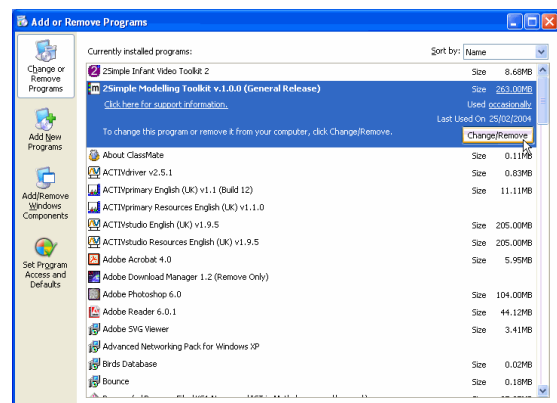 Add or Remove Programs
Change or
Remove
Programs
Add New
Programs
Add/Remove
Windows
Components
Set Program
Access and
Defaults
Currently installed programs:
Sort by: Name
2Simple Infant Video Toolkit 2 Size 8.68MB
2Simple Modelling Toolkit v.1.0.0 (General Release) Size 263.00MB
Click here for support information. Used occasionally
Last Used On 25/02/2004
To change this program or remove it from your computer, click Change/Remove. Change/Remove
About ClassMate Size 0.11MB
ACTIVdriver v2.5.1 Size 0.83MB
ACTIVprimary English (UK) v1.1 (Build 12) Size 11.11MB
ACTIVprimary Resources English (UK) v1.1.0
ACTIVstudio English (UK) v1.9.5 Size 205.00MB
ACTIVstudio Resources English (UK) v1.9.5 Size 205.00MB
Adobe Acrobat 4.0 Size 5.95MB
Adobe Download Manager 1.2 (Remove Only)
Adobe Photoshop 6.0 Size 104.00MB
Adobe Reader 6.0.1 Size 44.12MB
Adobe SVG Viewer Size 3.41MB
Advanced Networking Pack for Windows XP
Birds Database Size 0.02MB
Bounce Size 0.18MB